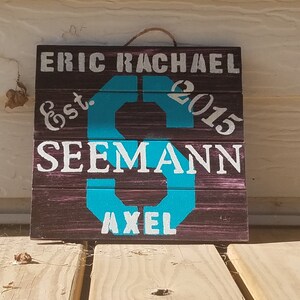 ERIC RACHAEL
Est. 2015
S
SEEMANN
AXEL